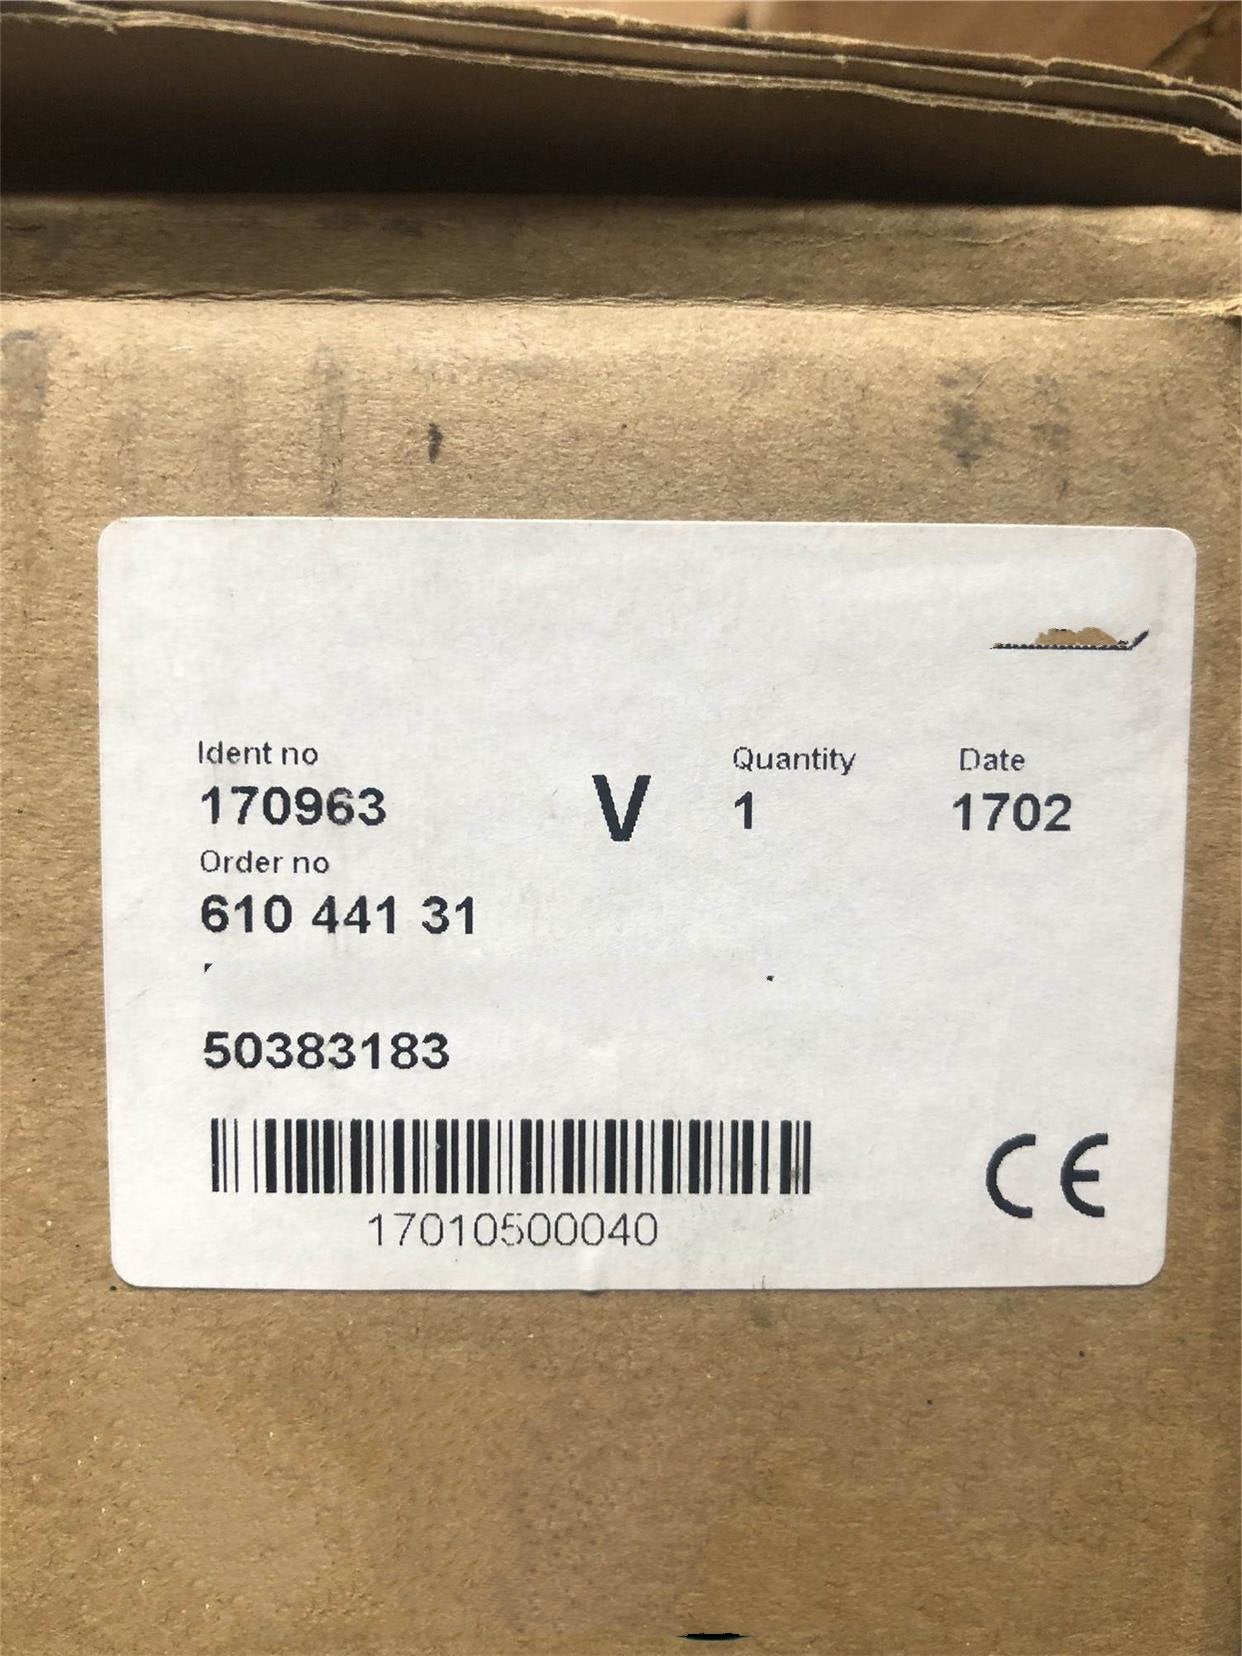 Ident no Quantity Date
170963 V 1 1702
Order no
610 441 31
50383183
17010500040
CE